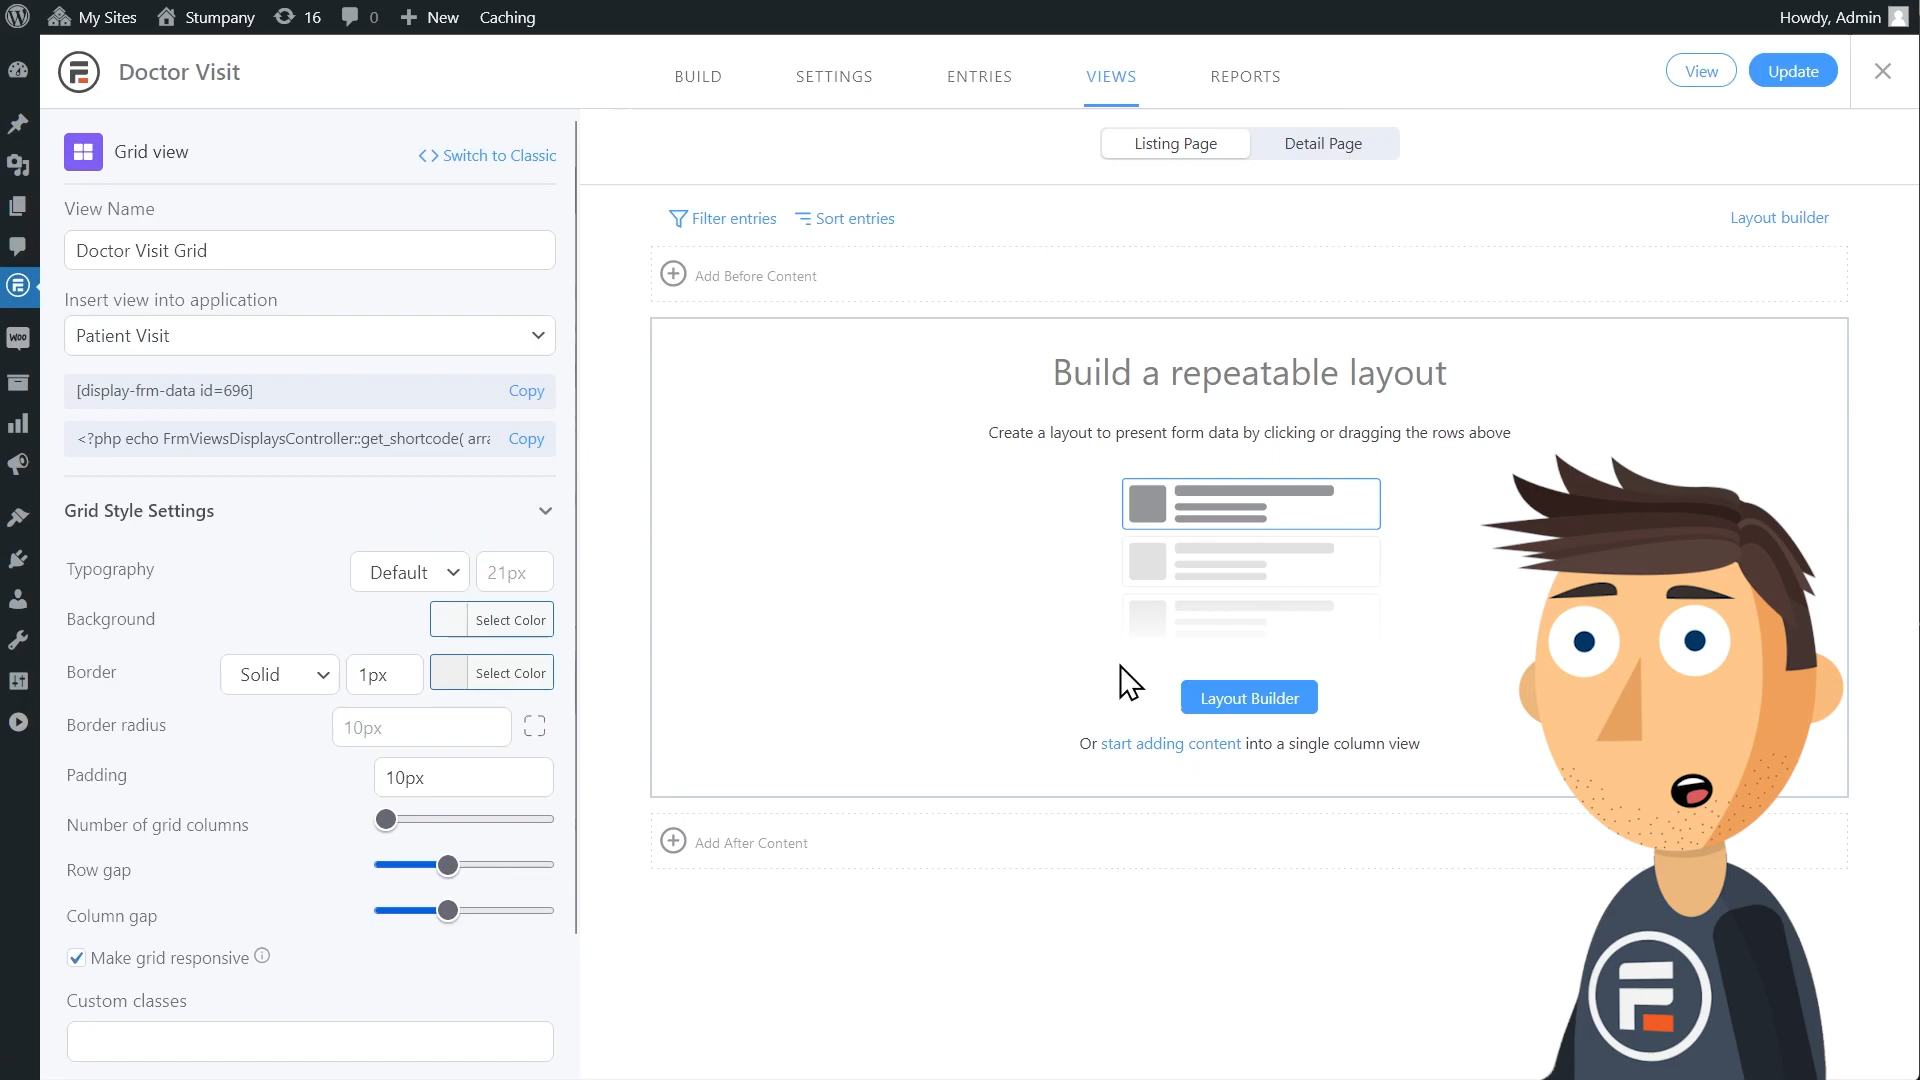 My Sites
Stumpany
16
0
New
Caching
Howdy, Admin
Doctor Visit
BUILD
SETTINGS
ENTRIES
VIEWS
REPORTS
View
Update
Grid view
Switch to Classic
View Name
Doctor Visit Grid
Insert view into application
Patient Visit
[display-frm-data id=696]
Copy
<?php echo FrmViewsDisplaysController::get_shortcode( arra
Copy
Grid Style Settings
Typography
Default
21px
Background
Select Color
Border
Solid
1px
Select Color
Border radius
10px
Padding
10px
Number of grid columns
Row gap
Column gap
Make grid responsive
Custom classes
Listing Page
Detail Page
Filter entries
Sort entries
Layout builder
Add Before Content
Build a repeatable layout
Create a layout to present form data by clicking or dragging the rows above
Layout Builder
Or start adding content into a single column view
Add After Content
WOO